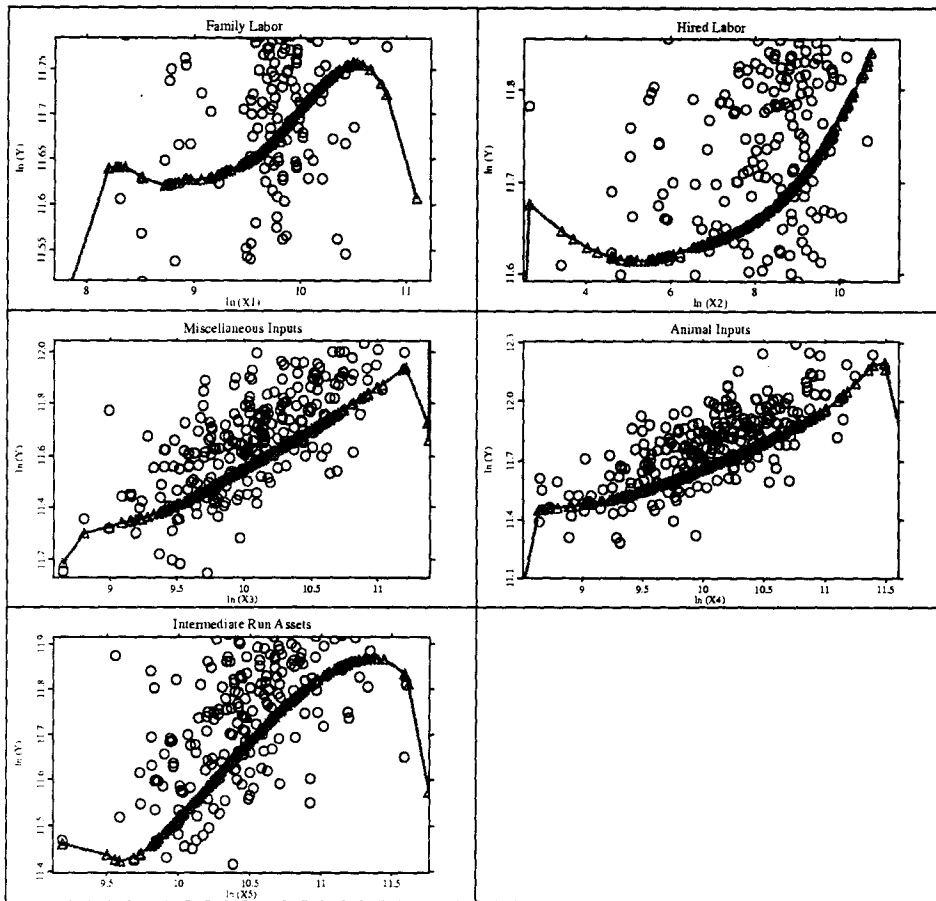 Family Labor
ln (Y)
11.75
11.7
11.65
11.6
11.55
8 9 10 11
ln (X1)
Hired Labor
ln (Y)
11.8
11.7
11.6
4 6 8 10
ln (X2)
Miscellaneous Inputs
ln (Y)
12.0
11.8
11.6
11.4
11.7
9 9.5 10 10.5 11
ln (X3)
Animal Inputs
ln (Y)
12.3
12.0
11.7
11.4
11.1
9 9.5 10 10.5 11 11.5
ln (X4)
Intermediate Run Assets
ln (Y)
11.9
11.8
11.7
11.6
11.5
11.4
9.5 10 10.5 11 11.5
ln (X5)